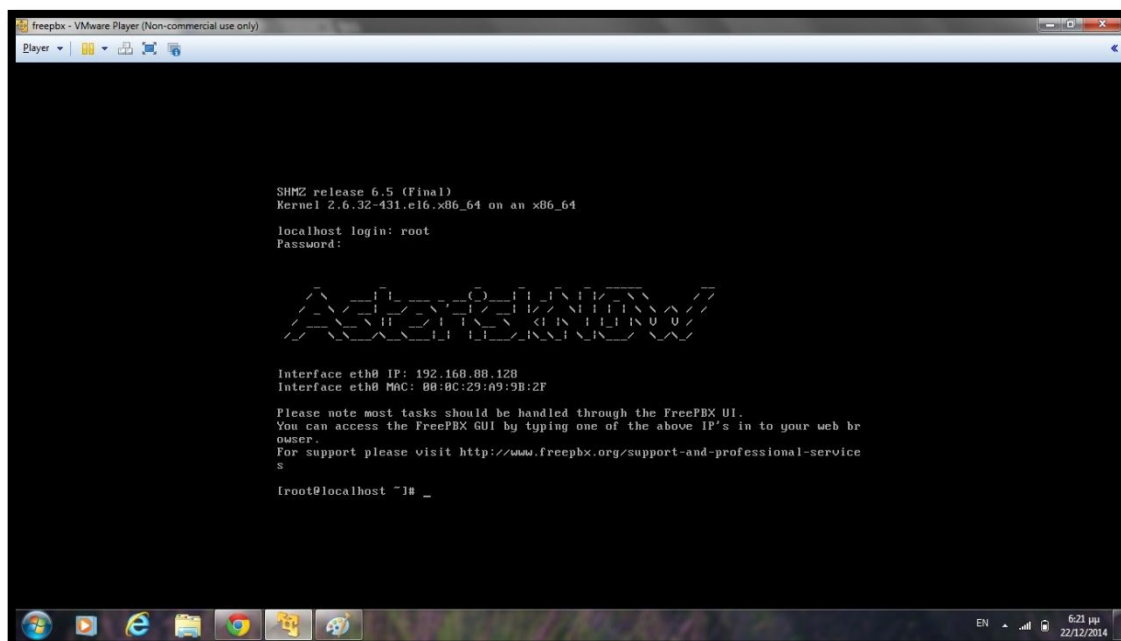 freepbx - VMware Player (Non-commercial use only)
Player
SHMZ release 6.5 (Final)
Kernel 2.6.32-431.el6.x86_64 on an x86_64
localhost login: root
Password:
AsteriskNOW
Interface eth0 IP: 192.168.88.128
Interface eth0 MAC: 00:0C:29:A9:9B:2F
Please note most tasks should be handled through the FreePBX UI.
You can access the FreePBX GUI by typing one of the above IP's in to your web br
owser.
For support please visit http://www.freepbx.org/support-and-professional-service
s
[root@localhost ~]# _
EN
6:21 μμ
22/12/2014